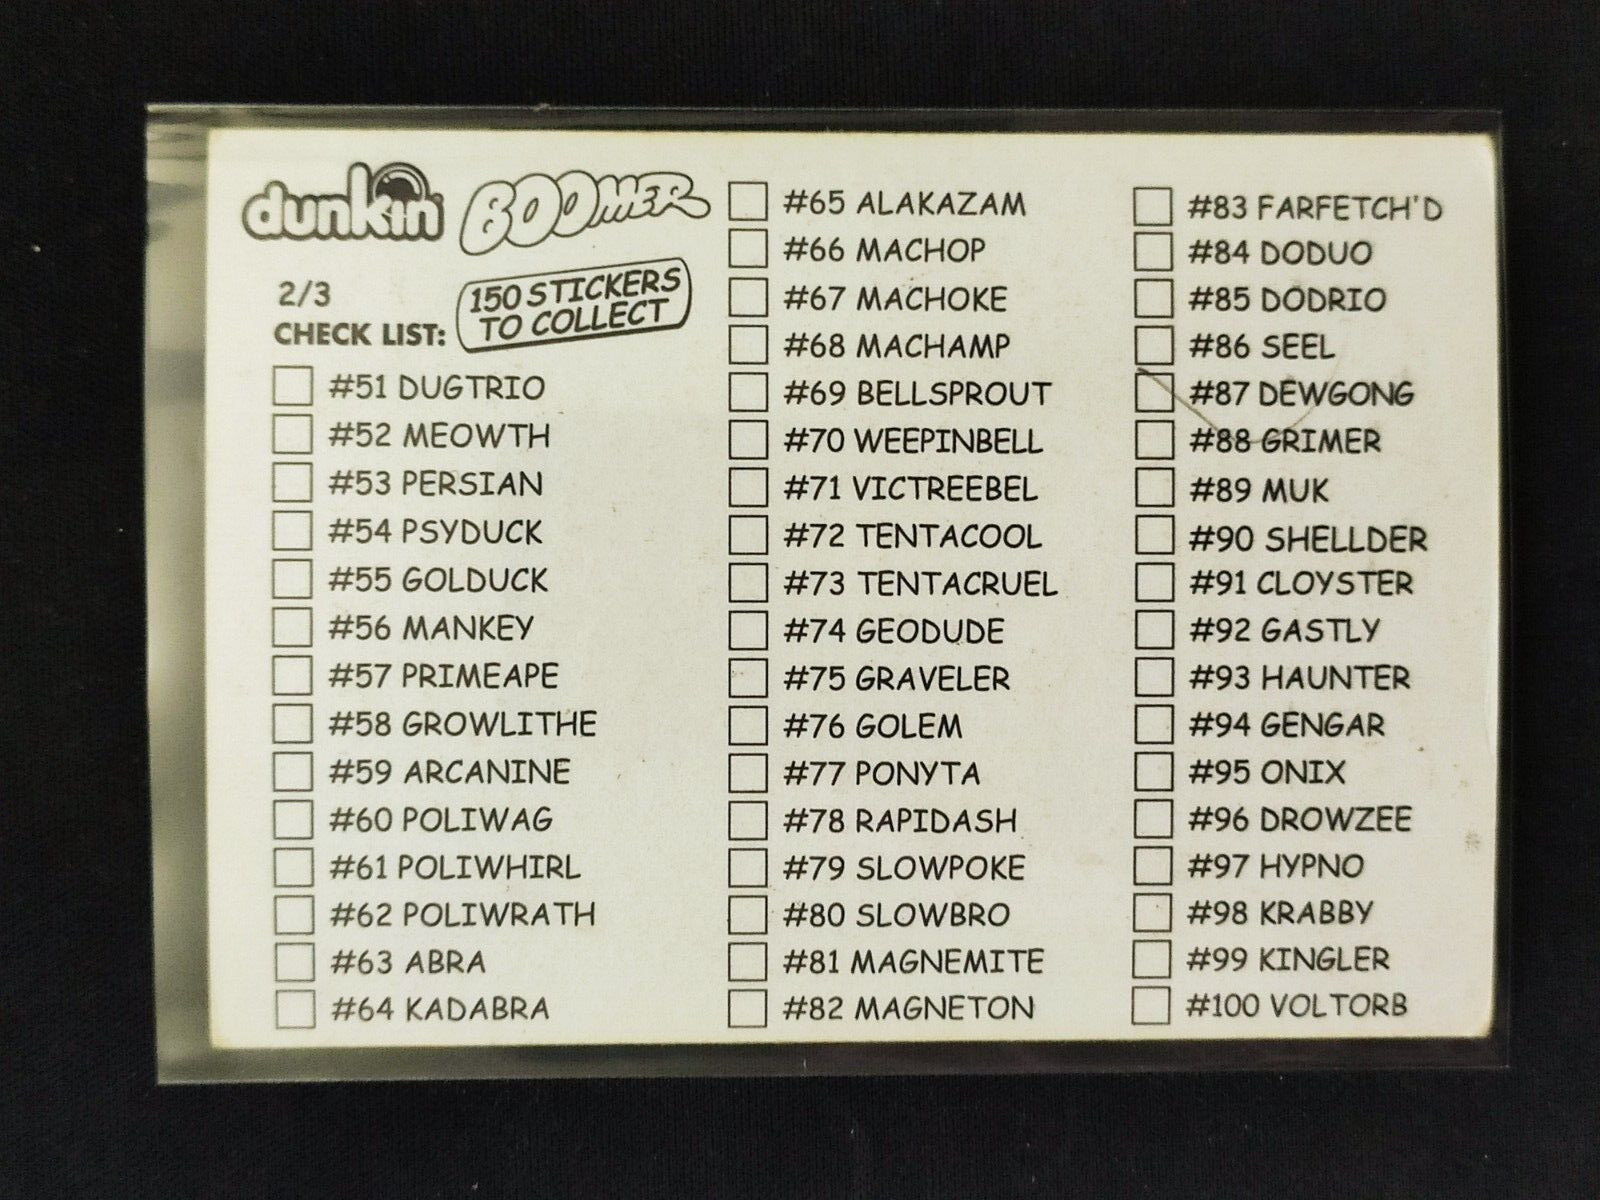 dunkin BOOMER
2/3
CHECK LIST:
150 STICKERS
TO COLLECT
#51 DUGTRIO
#52 MEOWTH
#53 PERSIAN
#54 PSYDUCK
#55 GOLDUCK
#56 MANKEY
#57 PRIMEAPE
#58 GROWLITHE
#59 ARCANINE
#60 POLIWAG
#61 POLIWHIRL
#62 POLIWRATH
#63 ABRA
#64 KADABRA
#65 ALAKAZAM
#66 MACHOP
#67 MACHOKE
#68 MACHAMP
#69 BELLSPROUT
#70 WEEPINBELL
#71 VICTREEBEL
#72 TENTACOOL
#73 TENTACRUEL
#74 GEODUDE
#75 GRAVELER
#76 GOLEM
#77 PONYTA
#78 RAPIDASH
#79 SLOWPOKE
#80 SLOWBRO
#81 MAGNEMITE
#82 MAGNETON
#83 FARFETCH'D
#84 DODUO
#85 DODRIO
#86 SEEL
#87 DEWGONG
#88 GRIMER
#89 MUK
#90 SHELLDER
#91 CLOYSTER
#92 GASTLY
#93 HAUNTER
#94 GENGAR
#95 ONIX
#96 DROWZEE
#97 HYPNO
#98 KRABBY
#99 KINGLER
#100 VOLTORB